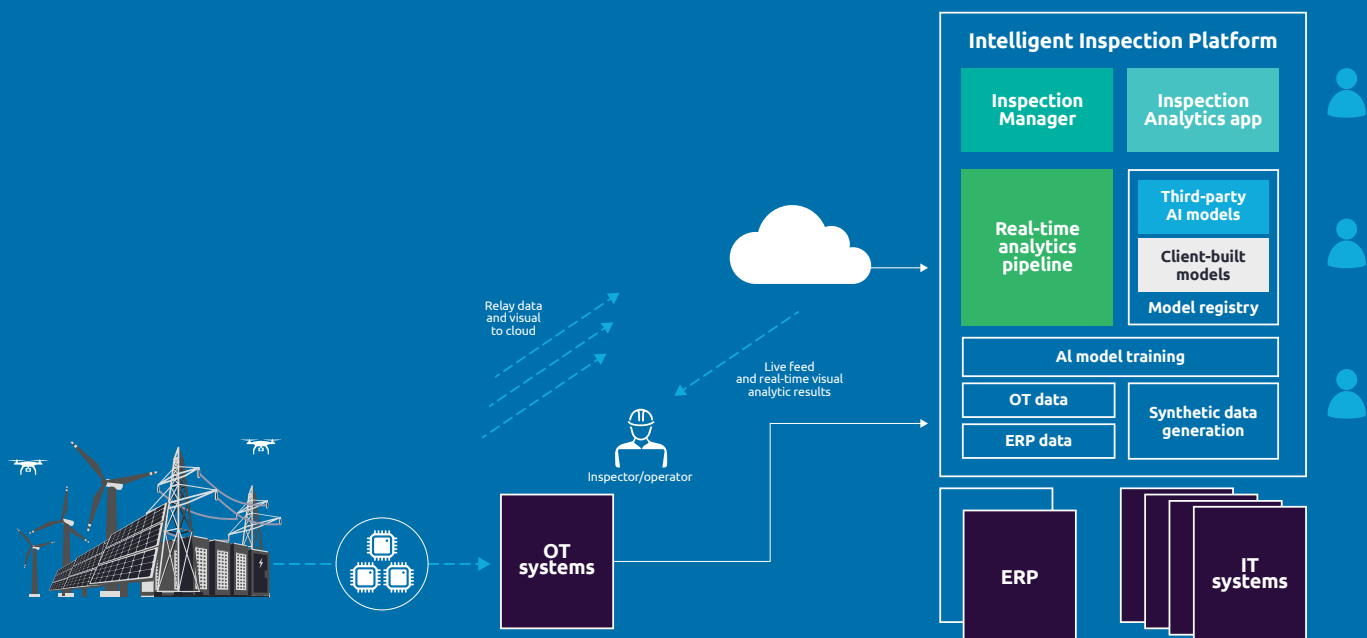 Intelligent Inspection Platform
Inspection
Manager
Inspection
Analytics app
Real-time
analytics
pipeline
Third-party
AI models
Client-built
models
Model registry
AI model training
OT data
ERP data
Synthetic data
generation
Relay data
and visual
to cloud
Live feed
and real-time visual
analytic results
Inspector/operator
OT
systems
ERP
IT
systems